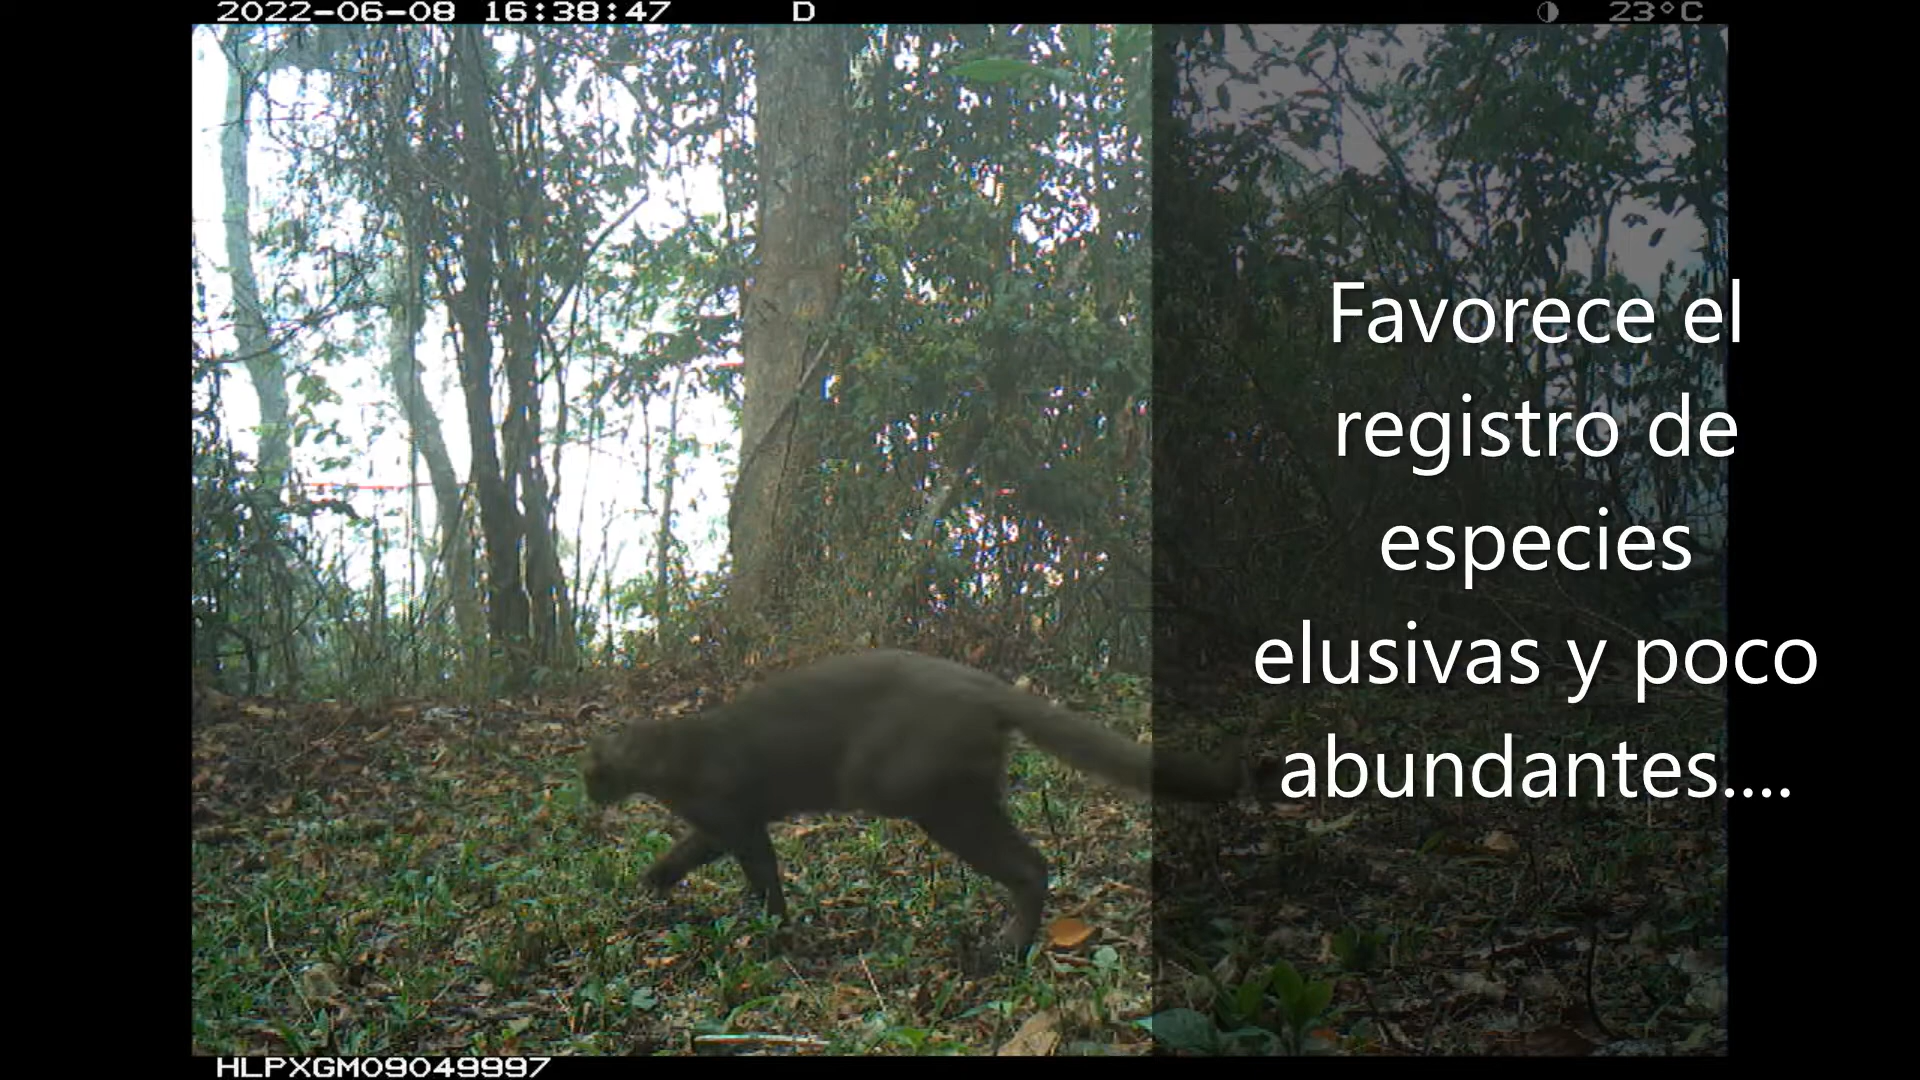 2022-06-08 16:38:47 D 23°C
Favorece el
registro de
especies
elusivas y poco
abundantes....
HLPXGM09049997